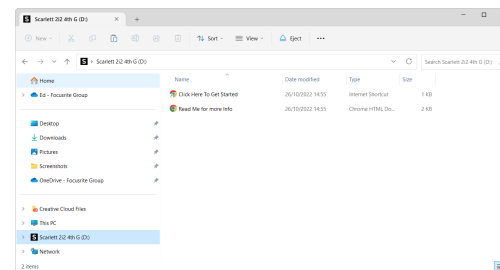 Scarlett 2i2 4th G (D:)
New
Sort
View
Eject
Scarlett 2i2 4th G (D:)
Search Scarlett 2i2 4th G (D:)
Name Date modified Type Size
Home
Ed - Focusrite Group
Desktop
Downloads
Pictures
Screenshots
OneDrive - Focusrite Group
Creative Cloud Files
This PC
Scarlett 2i2 4th G (D:)
Network
Click Here To Get Started 26/10/2022 14:55 Internet Shortcut 1 KB
Read Me for more Info 26/10/2022 14:55 Chrome HTML Do... 2 KB
2 items